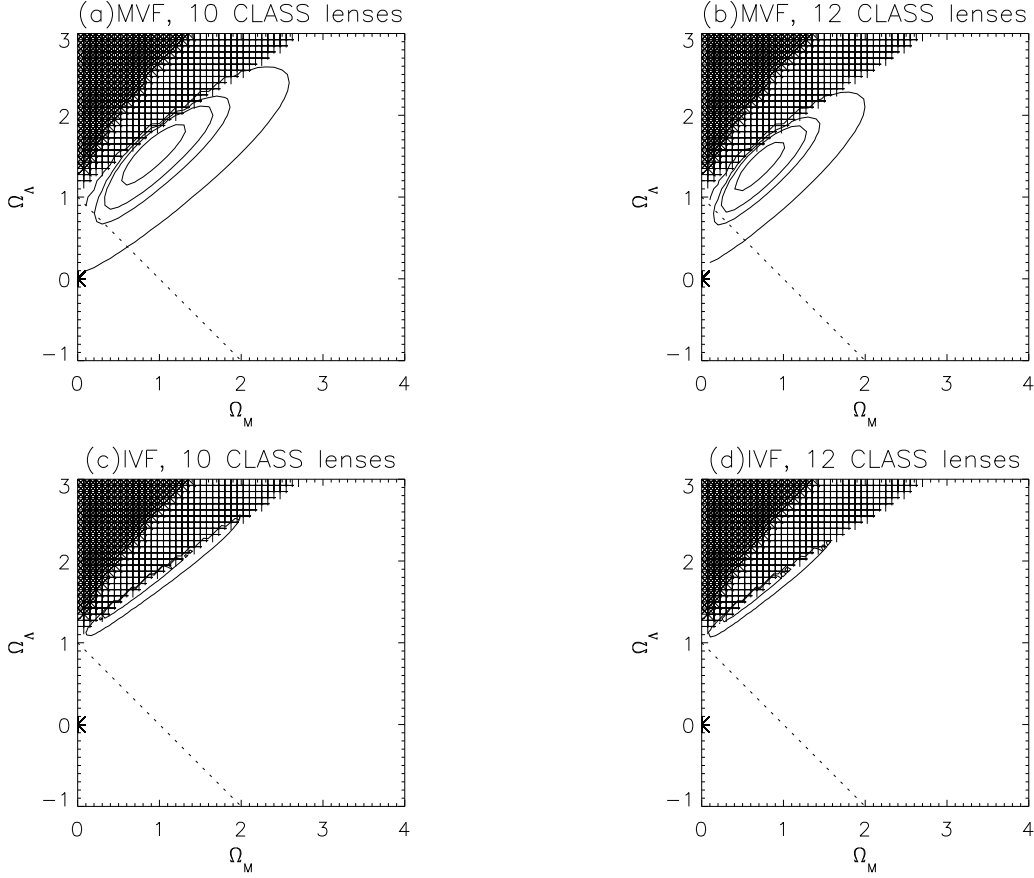 (a)MVF, 10 CLASS lenses
3
2
1
0
−1
Ω_Λ
0 1 2 3 4
Ω_M
(b)MVF, 12 CLASS lenses
3
2
1
0
−1
Ω_Λ
0 1 2 3 4
Ω_M
(c)IVF, 10 CLASS lenses
3
2
1
0
−1
Ω_Λ
0 1 2 3 4
Ω_M
(d)IVF, 12 CLASS lenses
3
2
1
0
−1
Ω_Λ
0 1 2 3 4
Ω_M